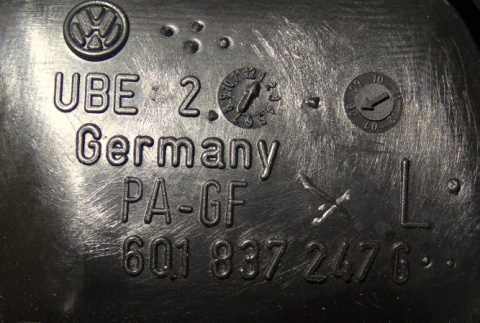 UBE 2
Germany
PA-GF L
6Q1 837 247 G